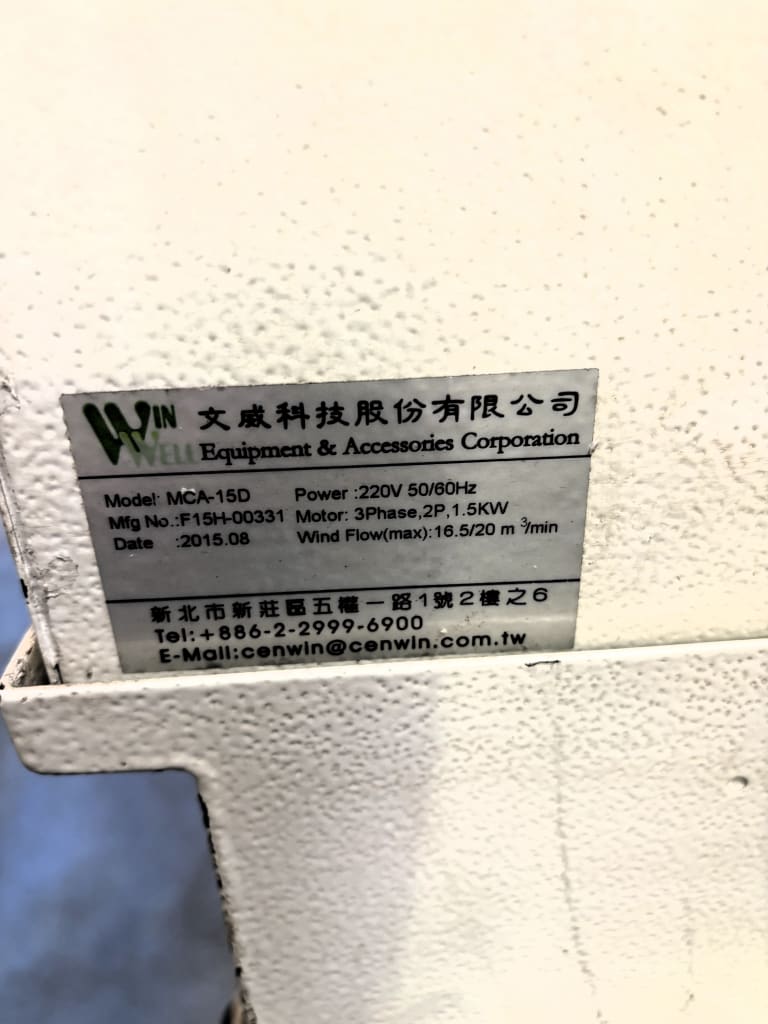 WIN WELL 文威科技股份有限公司
Equipment & Accessories Corporation
Model: MCA-15D Power :220V 50/60Hz
Mfg No.:F15H-00331 Motor: 3Phase,2P,1.5KW
Date :2015.08 Wind Flow(max):16.5/20 m ³/min
新北市新莊區五權一路1號2樓之6
Tel:+886-2-2999-6900
E-Mail:cenwin@cenwin.com.tw